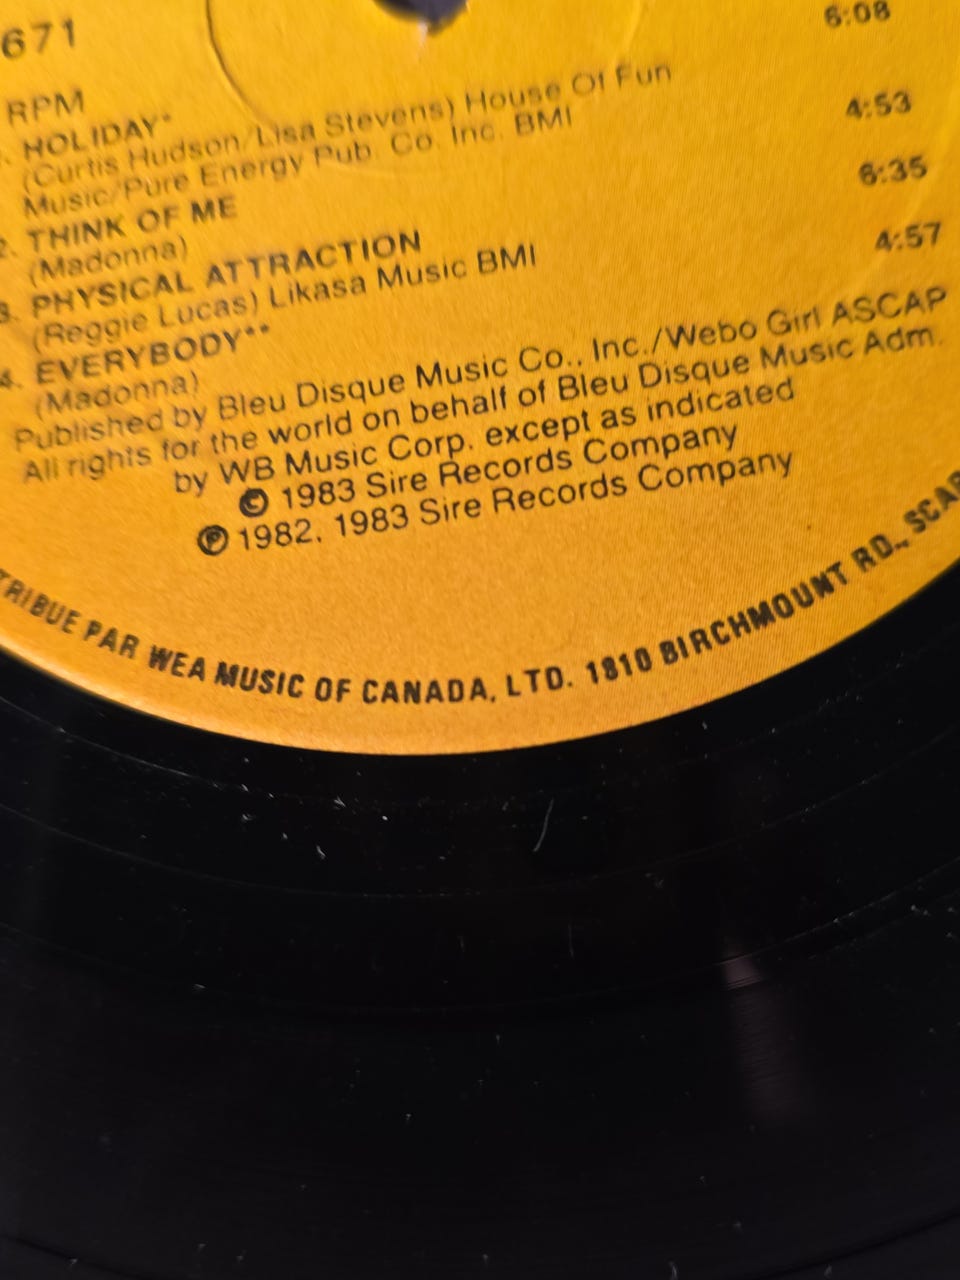 671
6:08
RPM
HOLIDAY*
(Curtis Hudson/Lisa Stevens) House Of Fun
Music/Pure Energy Pub. Co. Inc. BMI
4:53
2. THINK OF ME
(Madonna)
6:35
3. PHYSICAL ATTRACTION
(Reggie Lucas) Likasa Music BMI
4:57
4. EVERYBODY**
(Madonna)
Published by Bleu Disque Music Co., Inc./Webo Girl ASCAP
All rights for the world on behalf of Bleu Disque Music Adm.
by WB Music Corp. except as indicated
© 1983 Sire Records Company
℗ 1982, 1983 Sire Records Company
TRIBUE PAR WEA MUSIC OF CANADA, LTD. 1810 BIRCHMOUNT RD., SCAR